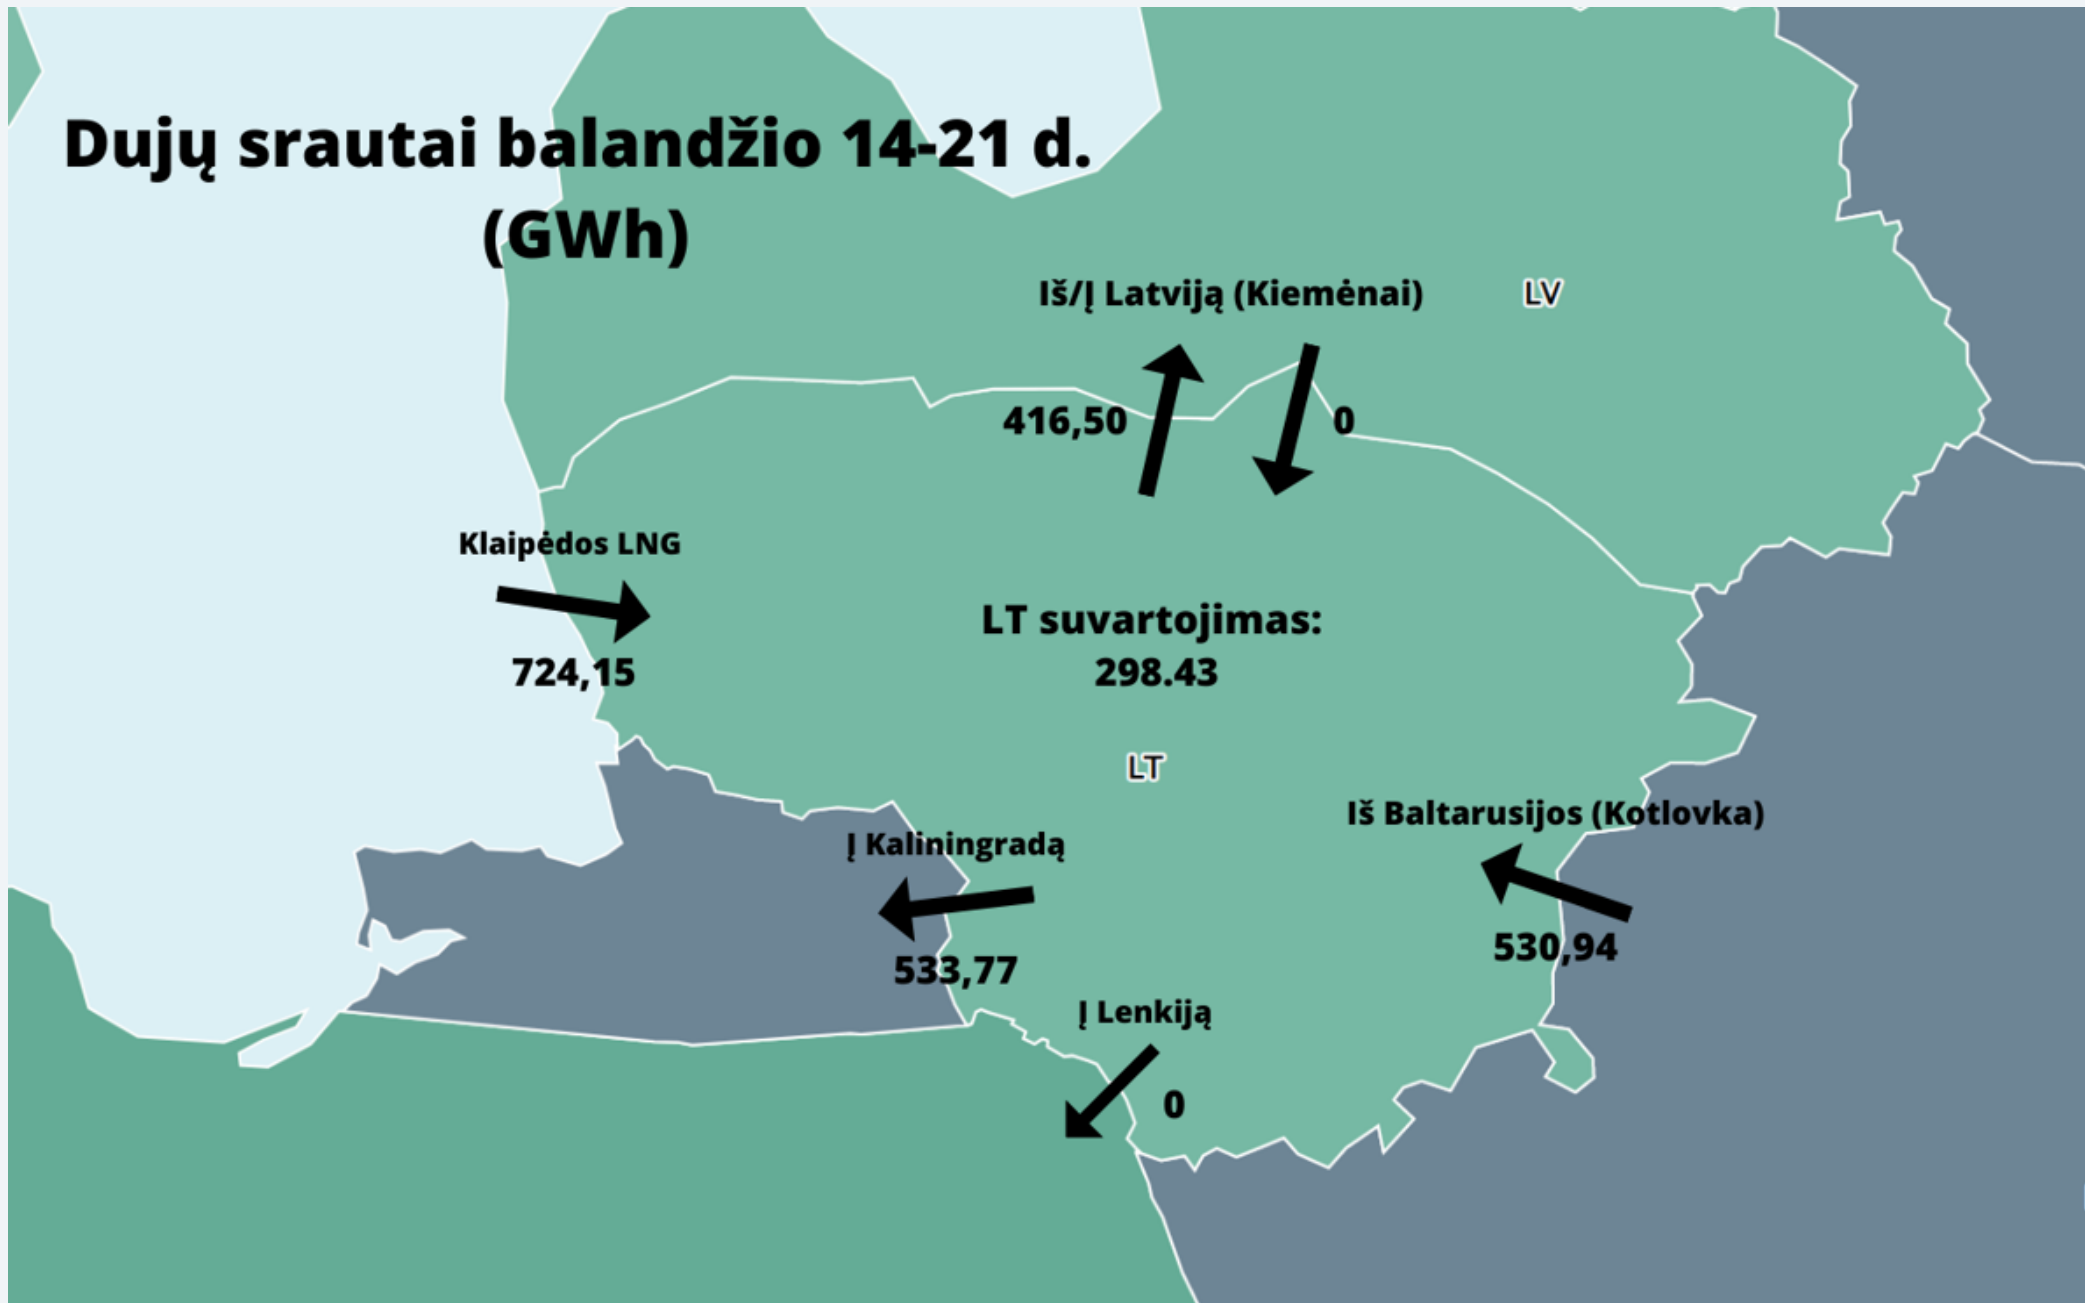 Dujų srautai balandžio 14-21 d.
(GWh)
Iš/Į Latviją (Kiemėnai)
LV
416,50
0
Klaipėdos LNG
724,15
LT suvartojimas:
298.43
LT
Iš Baltarusijos (Kotlovka)
530,94
Į Kaliningradą
533,77
Į Lenkiją
0